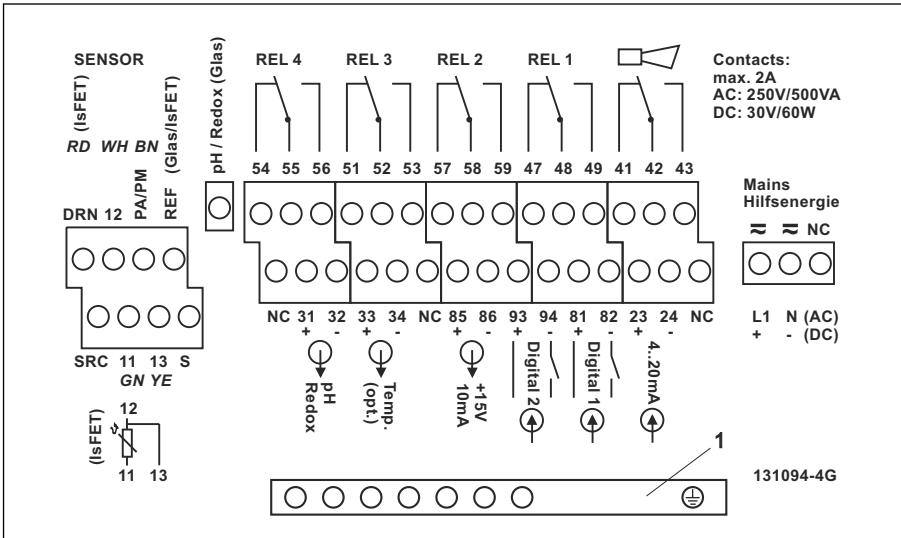 SENSOR
(IsFET)
RD WH BN
DRN 12
PA/PM
REF (Glas/IsFET)
pH / Redox (Glas)
REL 4 REL 3 REL 2 REL 1
54 55 56 51 52 53 57 58 59 47 48 49 41 42 43
Contacts:
max. 2A
AC: 250V/500VA
DC: 30V/60W
Mains
Hilfsenergie
≂ ≂ NC
L1 N (AC)
+ - (DC)
NC 31 32 33 34 NC 85 86 93 94 81 82 23 24 NC
+ - + - + - + - + - + -
pH
Redox
Temp.
(opt.)
+15V
10mA
Digital 2
Digital 1
4..20mA
SRC 11 13 S
GN YE
(IsFET)
12
11 13
1
131094-4G